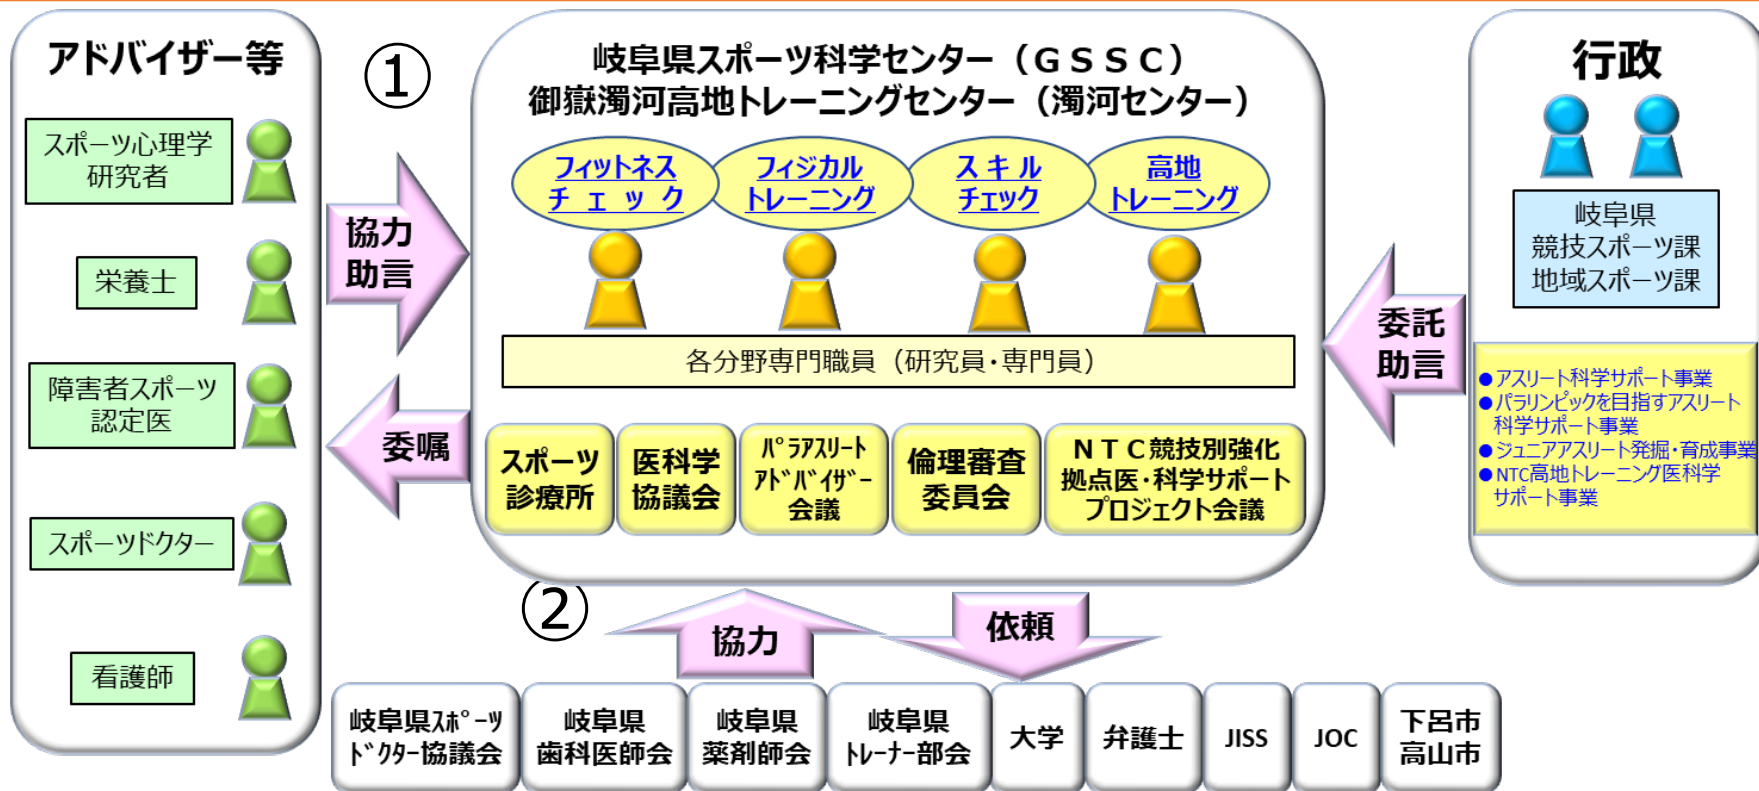 アドバイザー等
スポーツ心理学
研究者
栄養士
障害者スポーツ
認定医
スポーツドクター
看護師
①
協力
助言
委嘱
岐阜県スポーツ科学センター（ＧＳＳＣ）
御嶽濁河高地トレーニングセンター（濁河センター）
フィットネス
チェック
フィジカル
トレーニング
スキル
チェック
高地
トレーニング
各分野専門職員（研究員・専門員）
スポーツ
診療所
医科学
協議会
ﾊﾟﾗｱｽﾘｰﾄ
ｱﾄﾞﾊﾞｲｻﾞｰ
会議
倫理審査
委員会
ＮＴＣ競技別強化
拠点医・科学サポート
プロジェクト会議
行政
岐阜県
競技スポーツ課
地域スポーツ課
委託
助言
●アスリート科学サポート事業
●パラリンピックを目指すアスリート
科学サポート事業
●ジュニアアスリート発掘・育成事業
●NTC高地トレーニング医科学
サポート事業
②
協力
依頼
岐阜県ｽﾎﾟｰﾂ
ﾄﾞｸﾀｰ協議会
岐阜県
歯科医師会
岐阜県
薬剤師会
岐阜県
ﾄﾚｰﾅｰ部会
大学
弁護士
JISS
JOC
下呂市
高山市